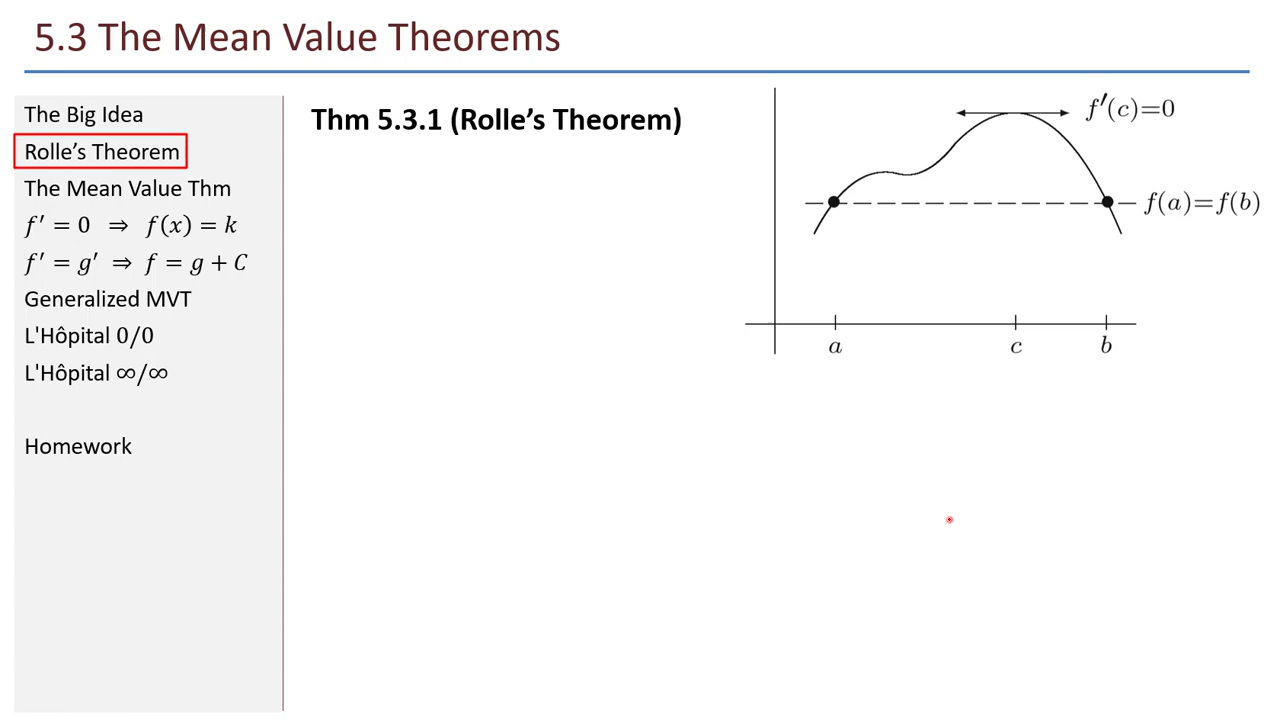 5.3 The Mean Value Theorems
The Big Idea
Rolle’s Theorem
The Mean Value Thm
f′ = 0 ⇒ f(x) = k
f′ = g′ ⇒ f = g + C
Generalized MVT
L'Hôpital 0/0
L'Hôpital ∞/∞
Homework
Thm 5.3.1 (Rolle’s Theorem)
f′(c)=0
f(a)=f(b)
a c b